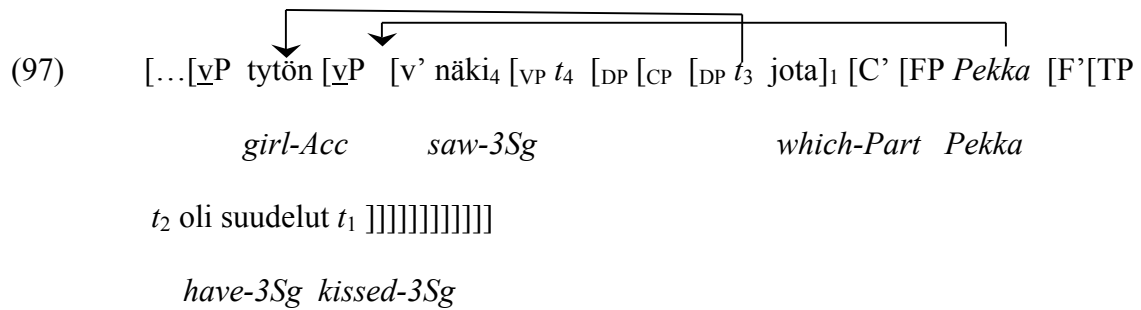 (97) […[vP tytön [vP [v' näki₄ [VP t₄ [DP [CP [DP t₃ jota]₁ [C' [FP Pekka [F'[TP
girl-Acc saw-3Sg which-Part Pekka
t₂ oli suudelut t₁ ]]]]]]]]]]]]
have-3Sg kissed-3Sg